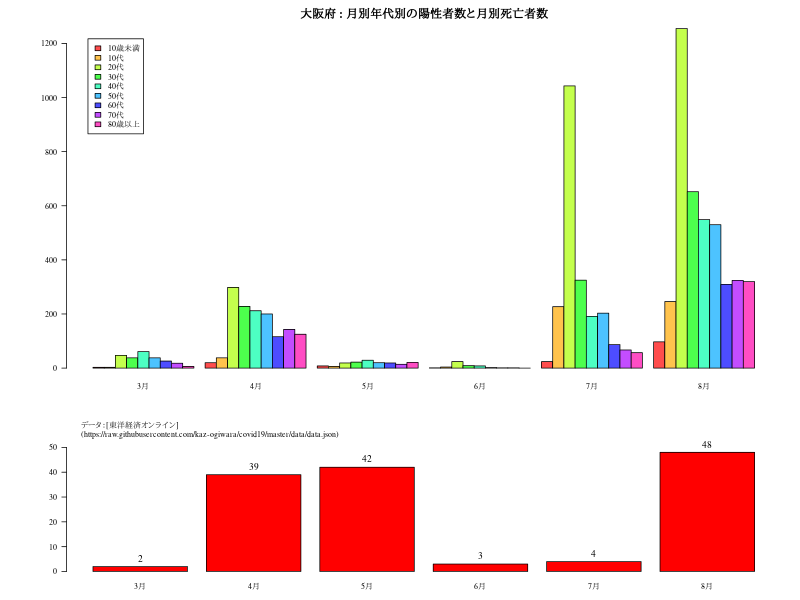 大阪府 : 月別年代別の陽性者数と月別死亡者数
1200
1000
800
600
400
200
0
10歳未満
10代
20代
30代
40代
50代
60代
70代
80歳以上
3月 4月 5月 6月 7月 8月
データ : [東洋経済オンライン]
(https://raw.githubusercontent.com/kaz-ogiwara/covid19/master/data/data.json)
50
40
30
20
10
0
2 39 42 3 4 48
3月 4月 5月 6月 7月 8月